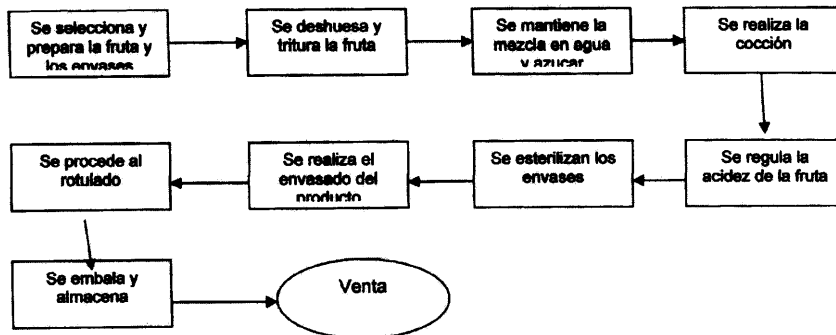 Se selecciona y
prepara la fruta y
los envases
Se deshuesa y
tritura la fruta
Se mantiene la
mezcla en agua
y azucar
Se realiza la
cocción
Se regula la
acidez de la fruta
Se esterilizan los
envases
Se realiza el
envasado del
producto
Se procede al
rotulado
Se embala y
almacena
Venta